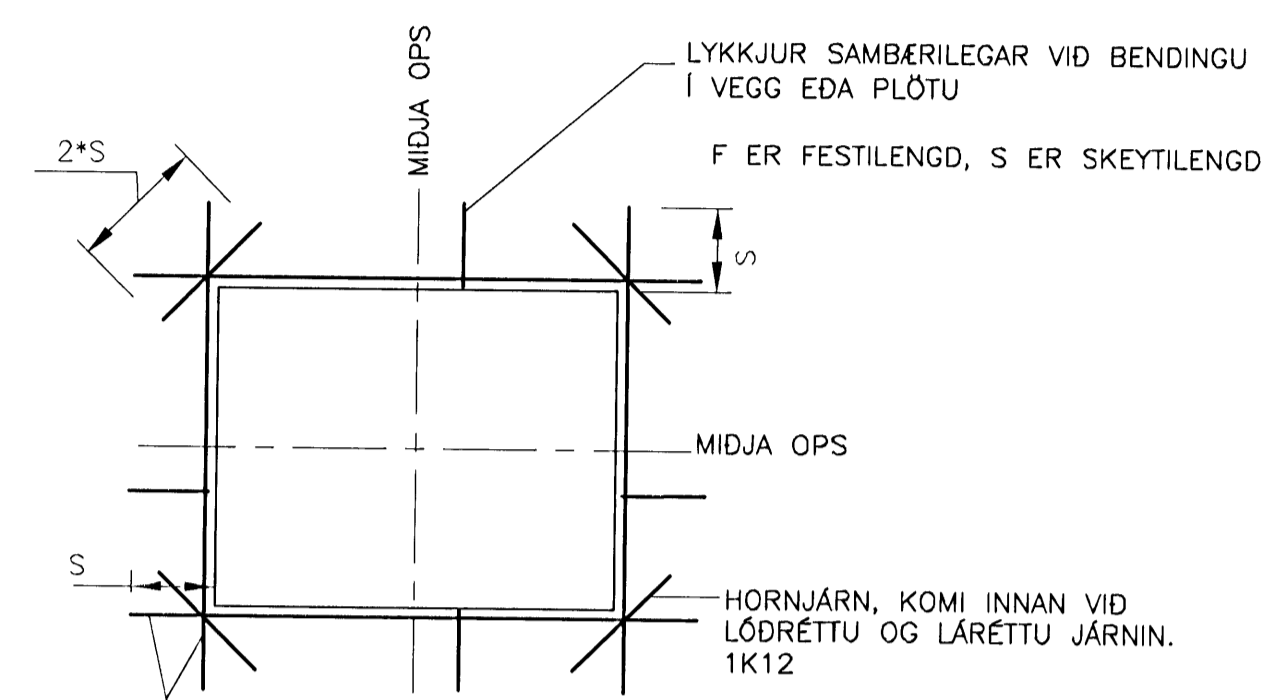 MIÐJA OPS
LYKKJUR SAMBÆRILEGAR VIÐ BENDINGU
Í VEGG EÐA PLÖTU
2*S
F ER FESTILENGD, S ER SKEYTILENGD
S
MIÐJA OPS
S
HORNJÁRN, KOMI INNAN VIÐ
LÓÐRÉTTU OG LÁRÉTTU JÁRNIN.
1K12